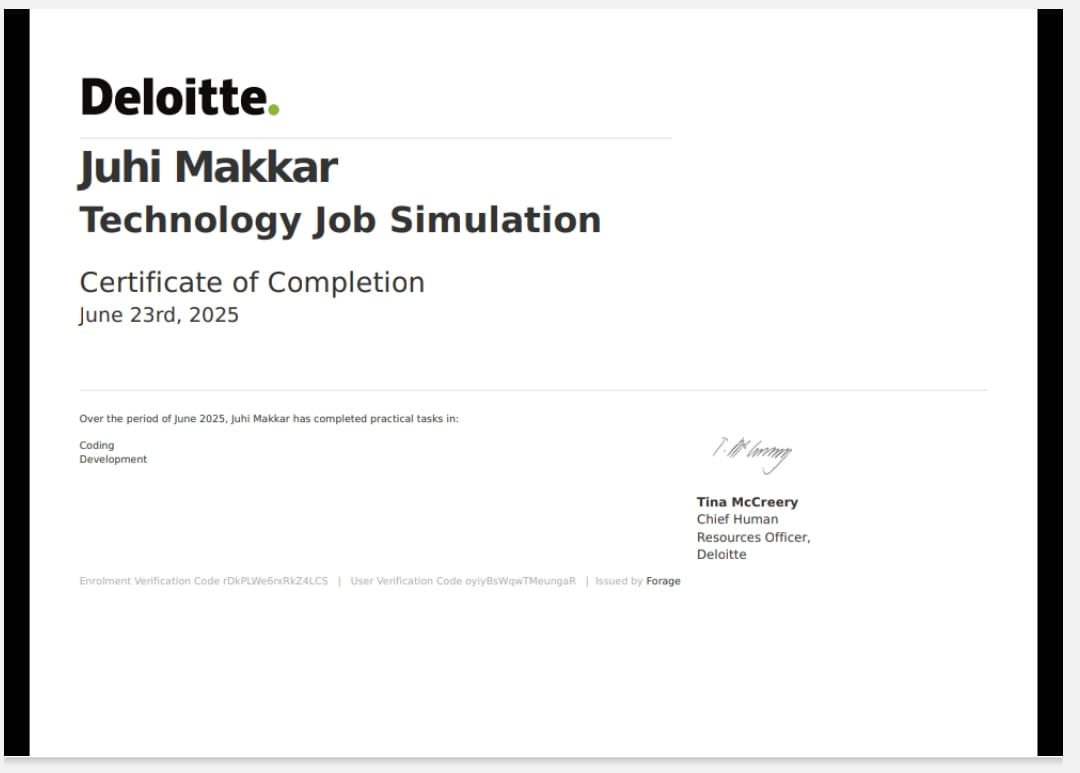 Deloitte.
Juhi Makkar
Technology Job Simulation
Certificate of Completion
June 23rd, 2025
Over the period of June 2025, Juhi Makkar has completed practical tasks in:
Coding
Development
T. McCreery
Tina McCreery
Chief Human
Resources Officer,
Deloitte
Enrolment Verification Code rDkPLWe6rxRkZ4LCS | User Verification Code oyiyBsWqwTMeungaR | Issued by Forage